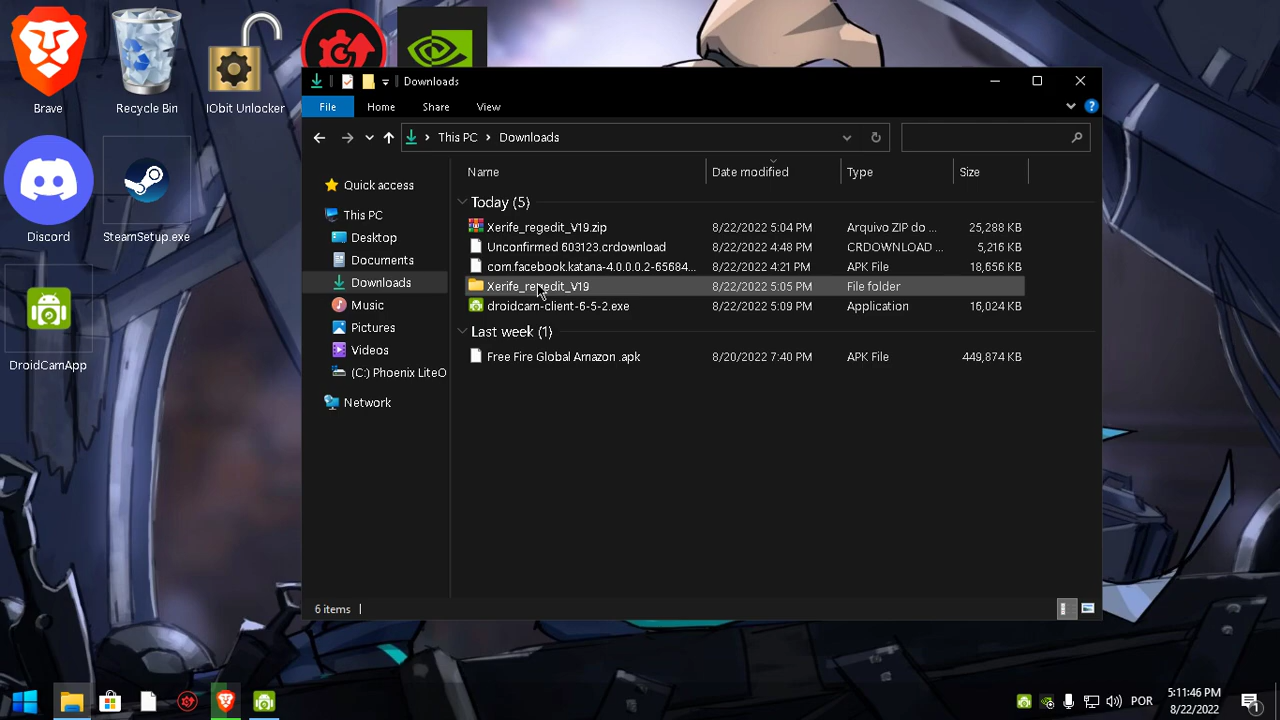 Brave
Recycle Bin
IObit Unlocker
Discord
SteamSetup.exe
DroidCamApp
Downloads
File
Home
Share
View
This PC
Downloads
Quick access
This PC
Desktop
Documents
Downloads
Music
Pictures
Videos
(C:) Phoenix LiteO
Network
Name
Date modified
Type
Size
Today (5)
Xerife_regedit_V19.zip 8/22/2022 5:04 PM Arquivo ZIP do ... 25,288 KB
Unconfirmed 603123.crdownload 8/22/2022 4:48 PM CRDOWNLOAD ... 5,216 KB
com.facebook.katana-4.0.0.0.2-65684... 8/22/2022 4:21 PM APK File 18,656 KB
Xerife_regedit_V19 8/22/2022 5:05 PM File folder
droidcam-client-6-5-2.exe 8/22/2022 5:09 PM Application 16,024 KB
Last week (1)
Free Fire Global Amazon .apk 8/20/2022 7:40 PM APK File 449,874 KB
6 items
POR
5:11:46 PM
8/22/2022
1